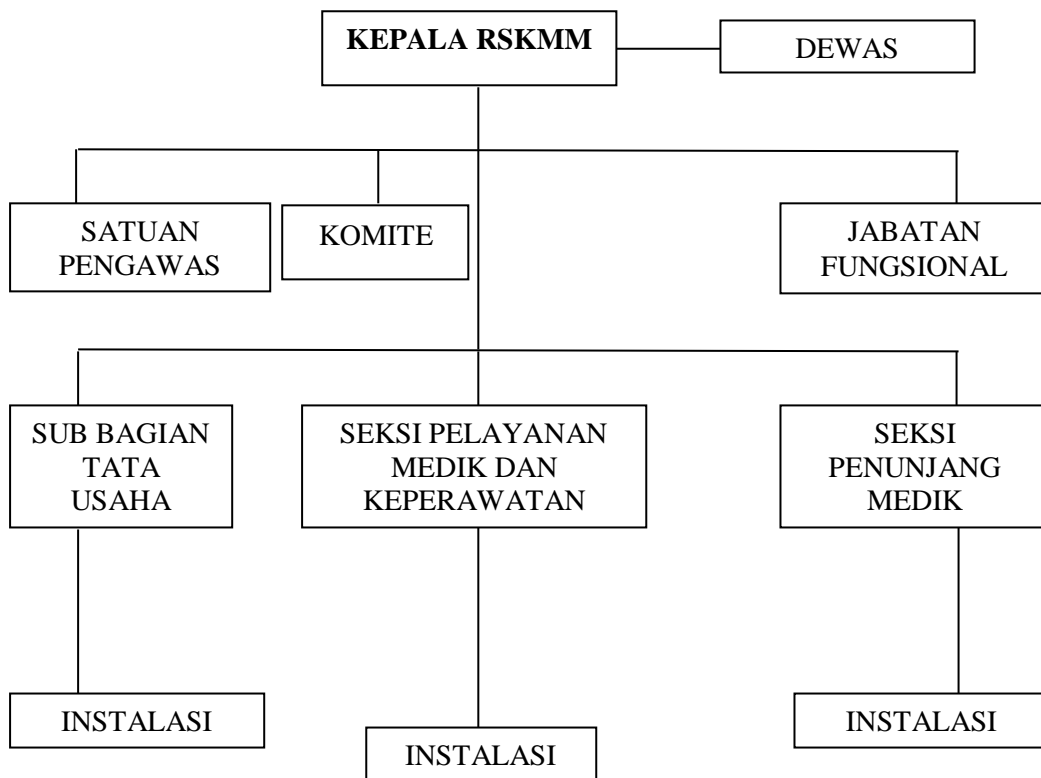 KEPALA RSKMM
DEWAS
SATUAN
PENGAWAS
KOMITE
JABATAN
FUNGSIONAL
SUB BAGIAN
TATA
USAHA
SEKSI PELAYANAN
MEDIK DAN
KEPERAWATAN
SEKSI
PENUNJANG
MEDIK
INSTALASI
INSTALASI
INSTALASI